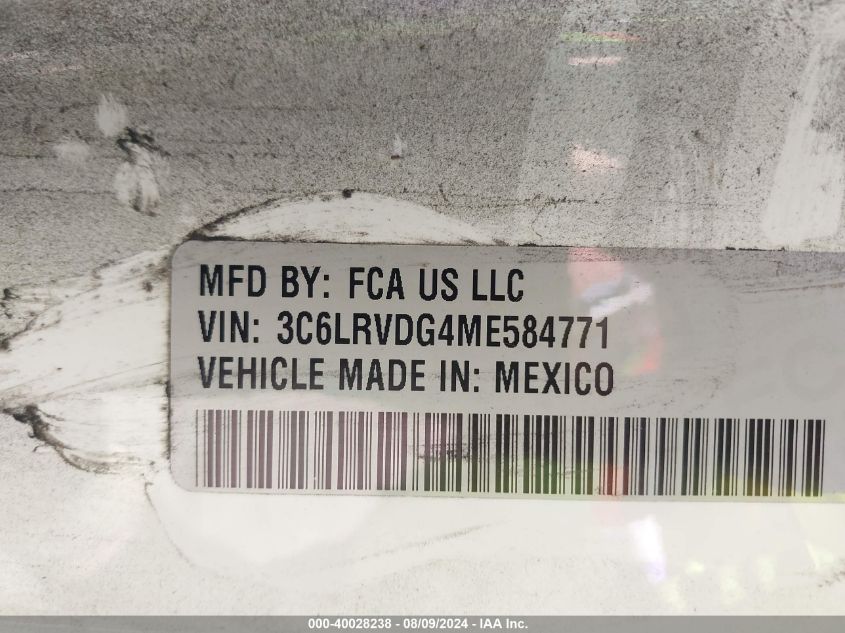 MFD BY: FCA US LLC
VIN: 3C6LRVDG4ME584771
VEHICLE MADE IN: MEXICO
000-40028238 - 08/09/2024 - IAA Inc.